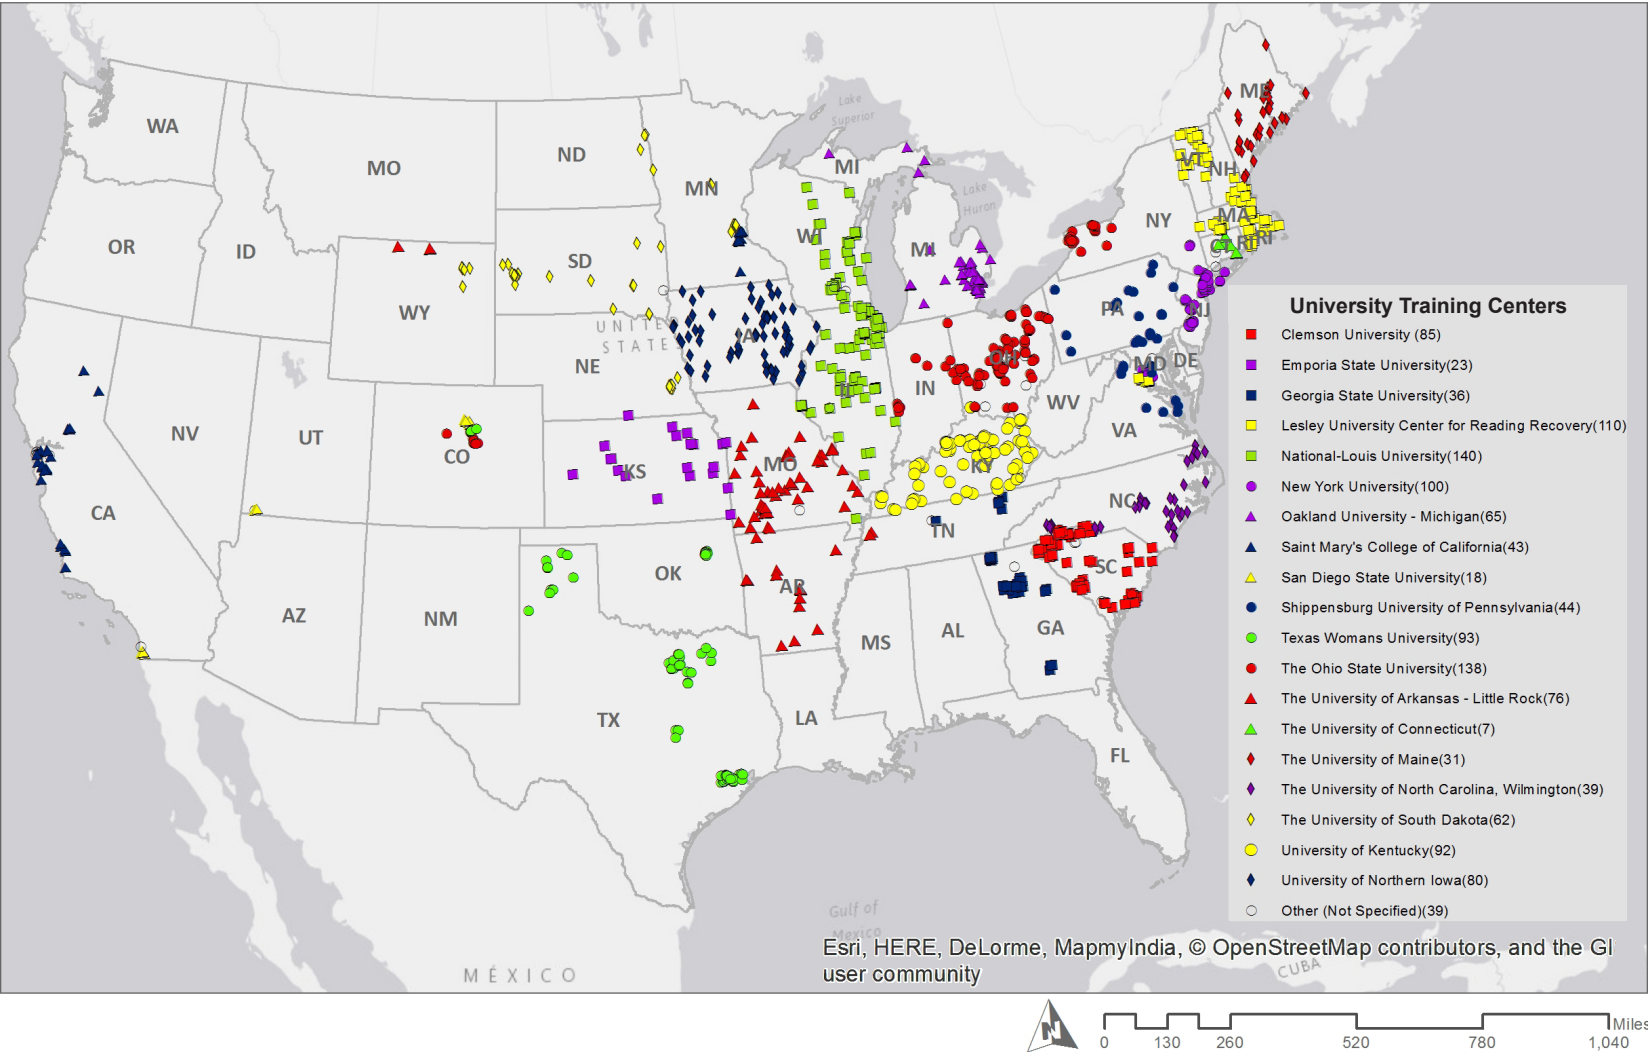 Lake
Superior
WA
MO
ND
MN
MI
ME
VT
NH
Lake
Huron
OR
ID
SD
WI
MI
NY
MA
CT
RI
RI
WY
UNITED
STATES
NE
IA
PA
NJ
OH
MD
DE
IL
IN
WV
NV
UT
CO
KS
MO
KY
VA
CA
NC
TN
AZ
NM
OK
AR
SC
MS
AL
GA
TX
LA
FL
University Training Centers
Clemson University (85)
Emporia State University(23)
Georgia State University(36)
Lesley University Center for Reading Recovery(110)
National-Louis University(140)
New York University(100)
Oakland University - Michigan(65)
Saint Mary's College of California(43)
San Diego State University(18)
Shippensburg University of Pennsylvania(44)
Texas Womans University(93)
The Ohio State University(138)
The University of Arkansas - Little Rock(76)
The University of Connecticut(7)
The University of Maine(31)
The University of North Carolina, Wilmington(39)
The University of South Dakota(62)
University of Kentucky(92)
University of Northern Iowa(80)
Other (Not Specified)(39)
Gulf of
Mexico
MÉXICO
CUBA
Esri, HERE, DeLorme, MapmyIndia, © OpenStreetMap contributors, and the GI
user community
N
Miles
0 130 260 520 780 1,040